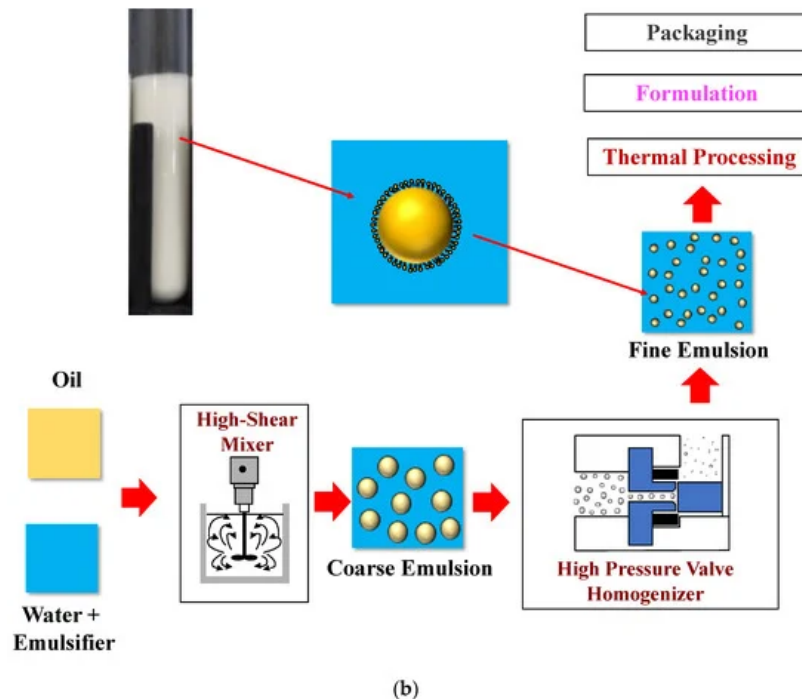 Packaging
Formulation
Thermal Processing
Fine Emulsion
Oil
High-Shear
Mixer
Water +
Emulsifier
Coarse Emulsion
High Pressure Valve
Homogenizer
(b)